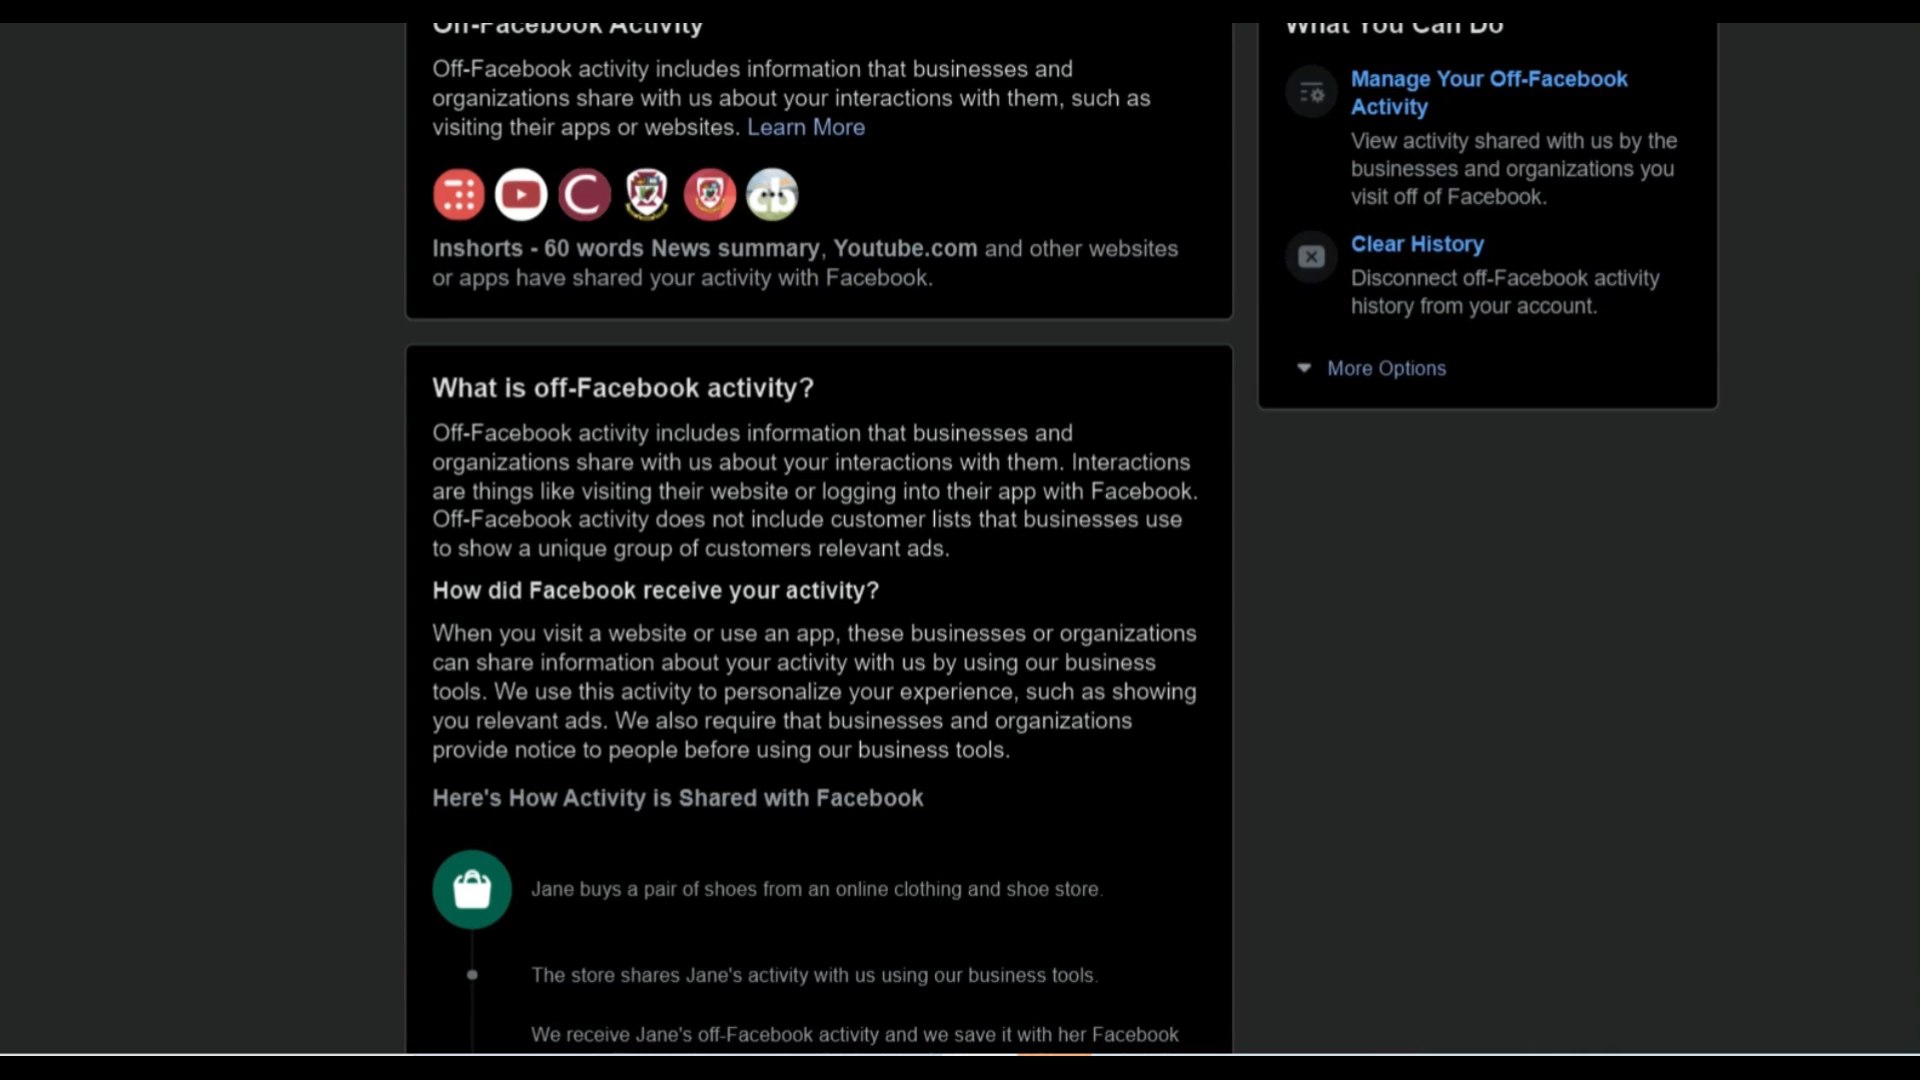 Off-Facebook Activity
Off-Facebook activity includes information that businesses and
organizations share with us about your interactions with them, such as
visiting their apps or websites. Learn More
Inshorts - 60 words News summary, Youtube.com and other websites
or apps have shared your activity with Facebook.
What is off-Facebook activity?
Off-Facebook activity includes information that businesses and
organizations share with us about your interactions with them. Interactions
are things like visiting their website or logging into their app with Facebook.
Off-Facebook activity does not include customer lists that businesses use
to show a unique group of customers relevant ads.
How did Facebook receive your activity?
When you visit a website or use an app, these businesses or organizations
can share information about your activity with us by using our business
tools. We use this activity to personalize your experience, such as showing
you relevant ads. We also require that businesses and organizations
provide notice to people before using our business tools.
Here's How Activity is Shared with Facebook
Jane buys a pair of shoes from an online clothing and shoe store.
The store shares Jane's activity with us using our business tools.
We receive Jane's off-Facebook activity and we save it with her Facebook
What You Can Do
Manage Your Off-Facebook
Activity
View activity shared with us by the
businesses and organizations you
visit off of Facebook.
Clear History
Disconnect off-Facebook activity
history from your account.
More Options